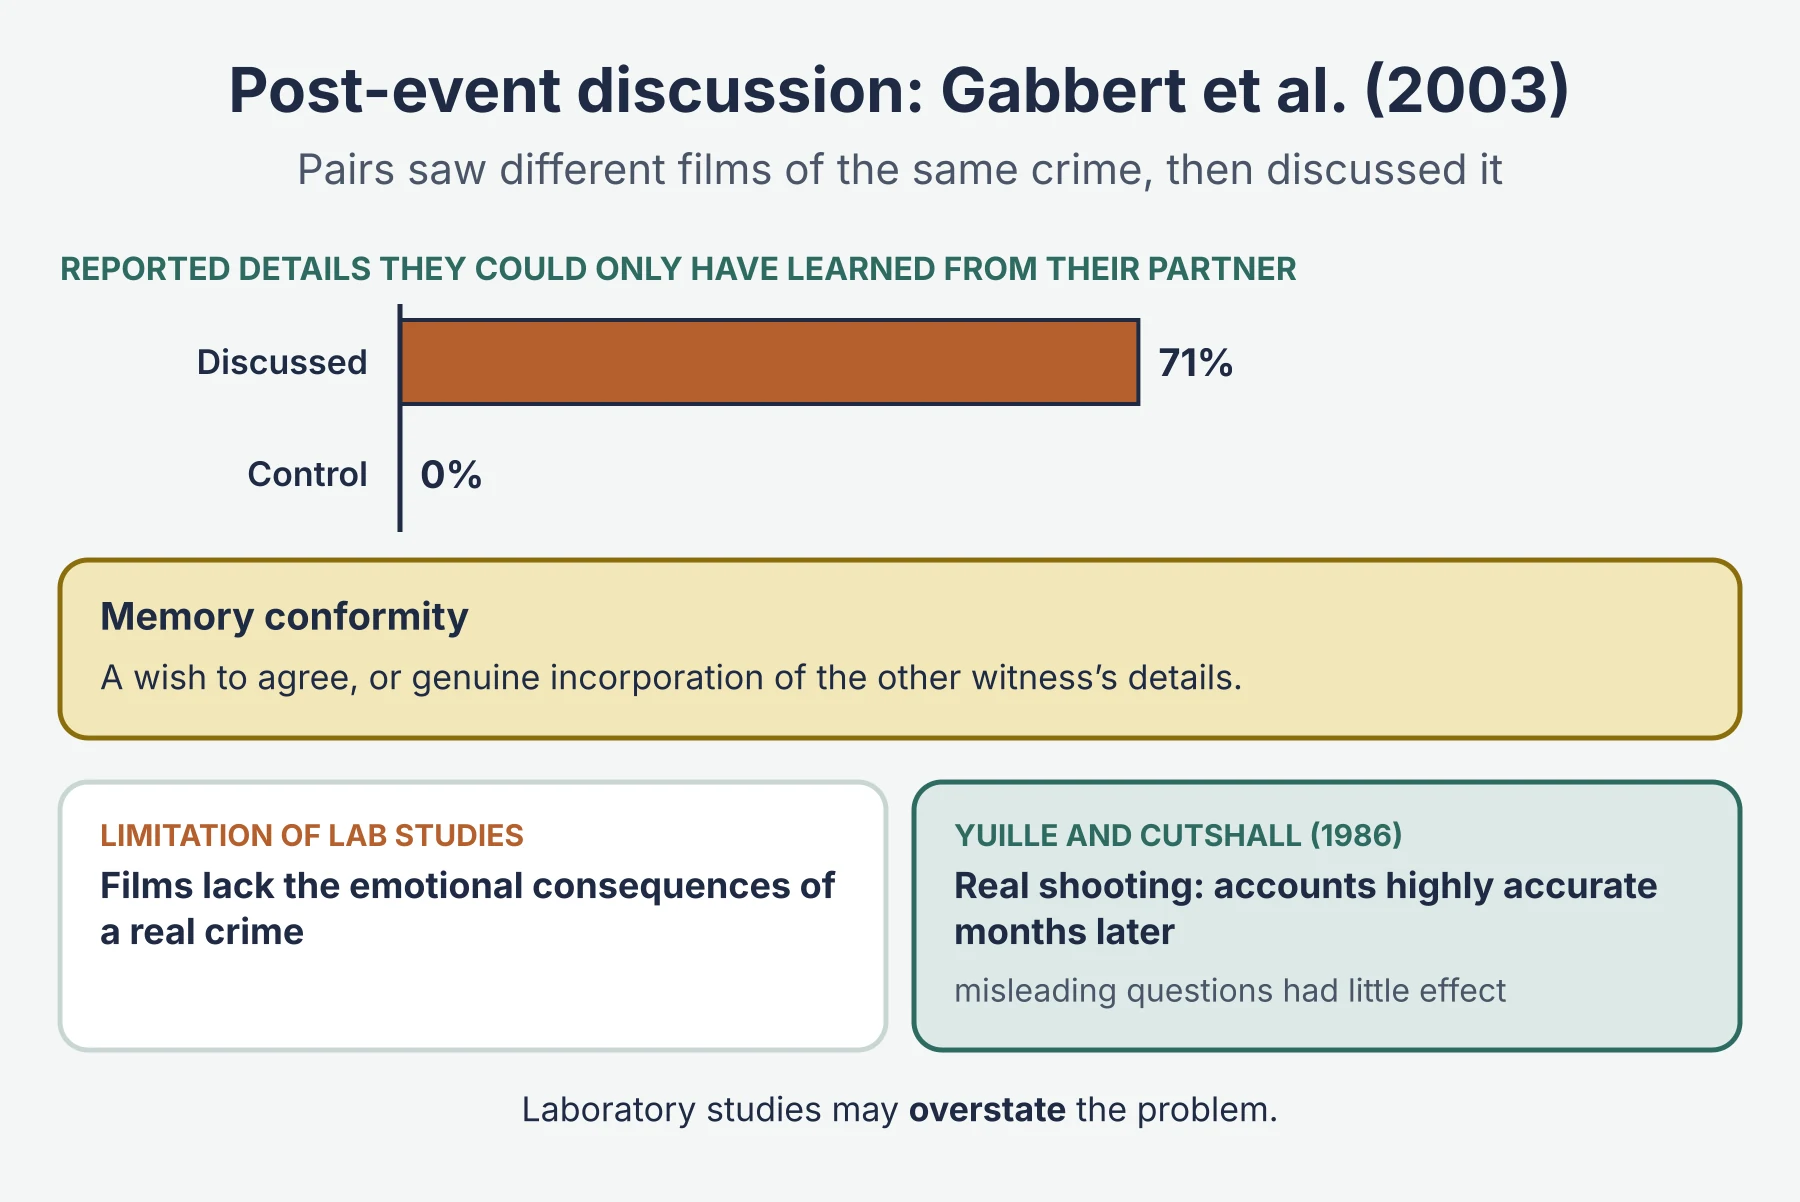 Post-event discussion: Gabbert et al. (2003)
Pairs saw different films of the same crime, then discussed it
REPORTED DETAILS THEY COULD ONLY HAVE LEARNED FROM THEIR PARTNER
Discussed 71%
Control 0%
Memory conformity
A wish to agree, or genuine incorporation of the other witness’s details.
LIMITATION OF LAB STUDIES
Films lack the emotional consequences of
a real crime
YUILLE AND CUTSHALL (1986)
Real shooting: accounts highly accurate
months later
misleading questions had little effect
Laboratory studies may overstate the problem.